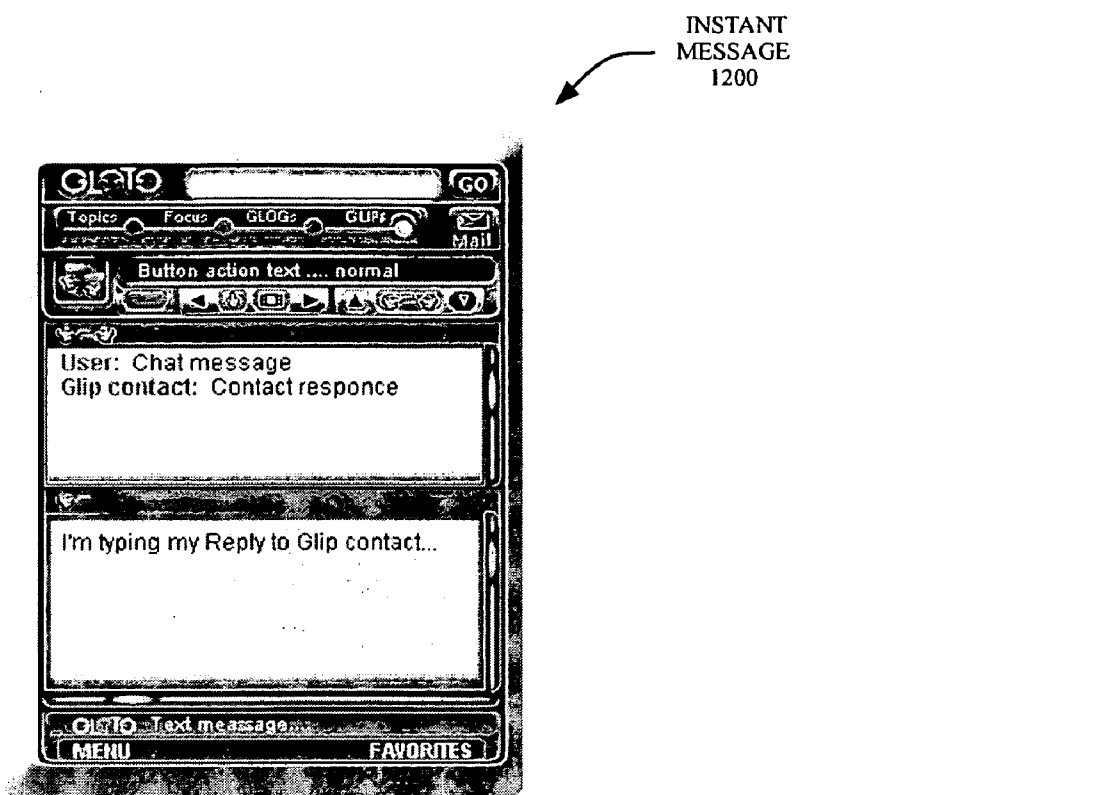 INSTANT
MESSAGE
1200
GLOTO
GO
Topics Focus GLOGs GLIPs
Mail
Button action text .... normal
User: Chat message
Glip contact: Contact responce
I'm typing my Reply to Glip contact...
GLOTO Text meassage...
MENU FAVORITES